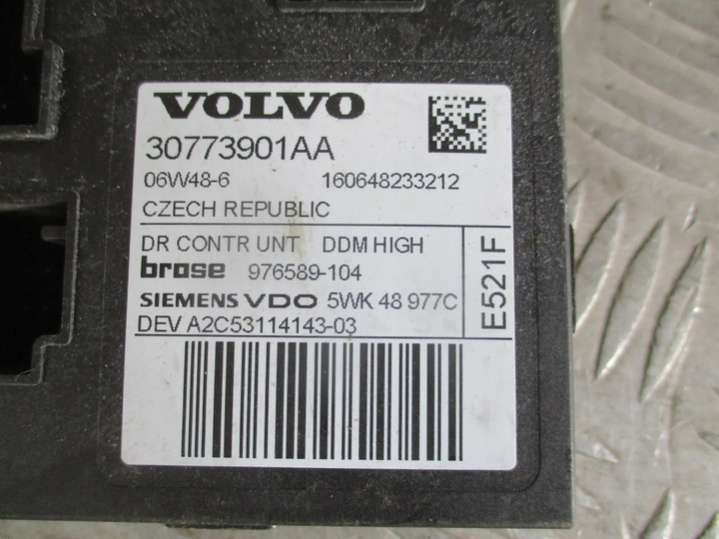 VOLVO
30773901AA
06W48-6 160648233212
CZECH REPUBLIC
DR CONTR UNT DDM HIGH
brose 976589-104
SIEMENS VDO 5WK 48 977C
DEV A2C53114143-03
E521F